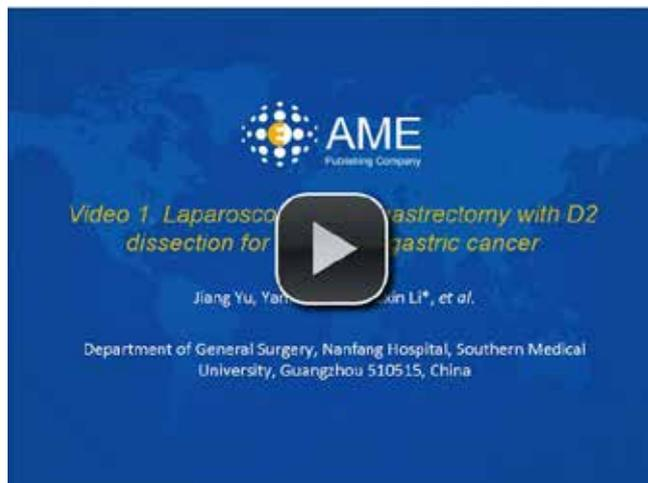 AME
Publishing Company
Video 1. Laparosco astrectomy with D2
dissection for gastric cancer
Jiang Yu, Yan xin Li*, et al.
Department of General Surgery, Nanfang Hospital, Southern Medical
University, Guangzhou 510515, China